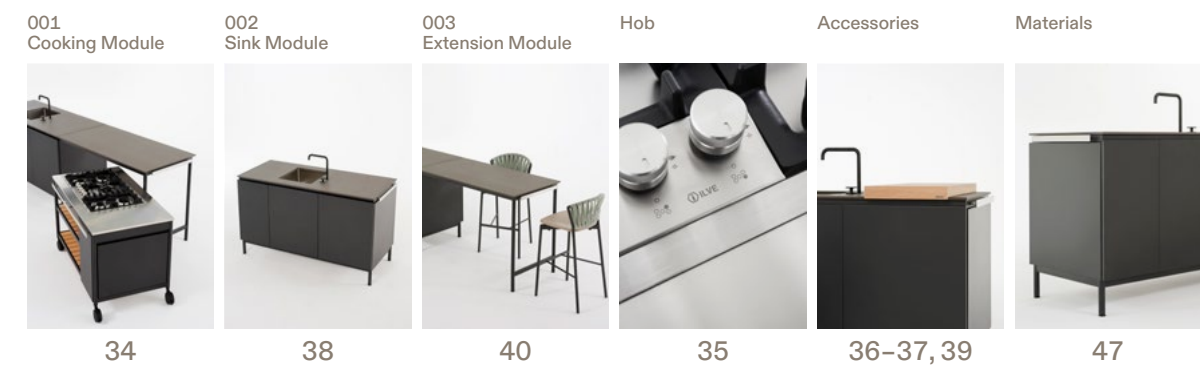 001
Cooking Module
002
Sink Module
003
Extension Module
Hob
Accessories
Materials
ILVE
34
38
40
35
36–37, 39
47